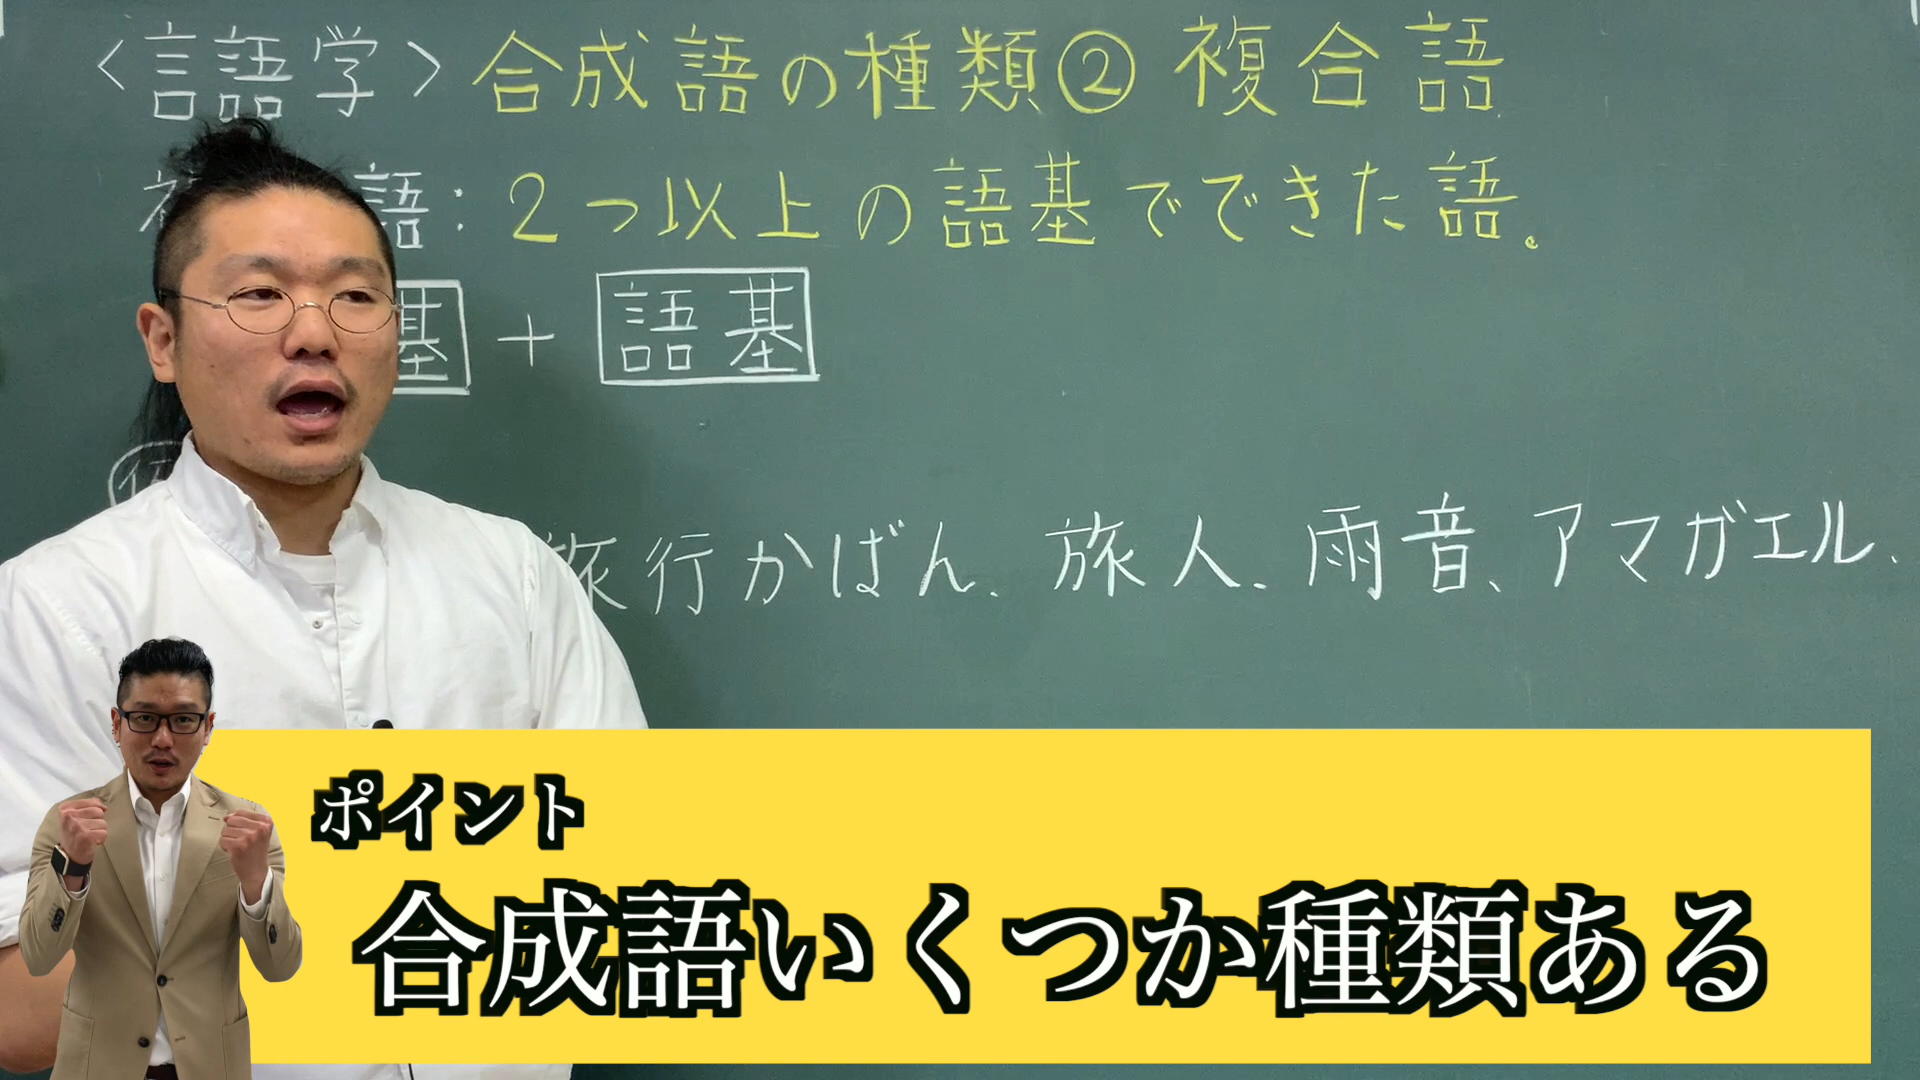 〈言語学〉合成語の種類② 複合語
語：2つ以上の語基でできた語。
基 + 語基
旅行かばん、旅人、雨音、アマガエル、
ポイント
合成語いくつか種類ある